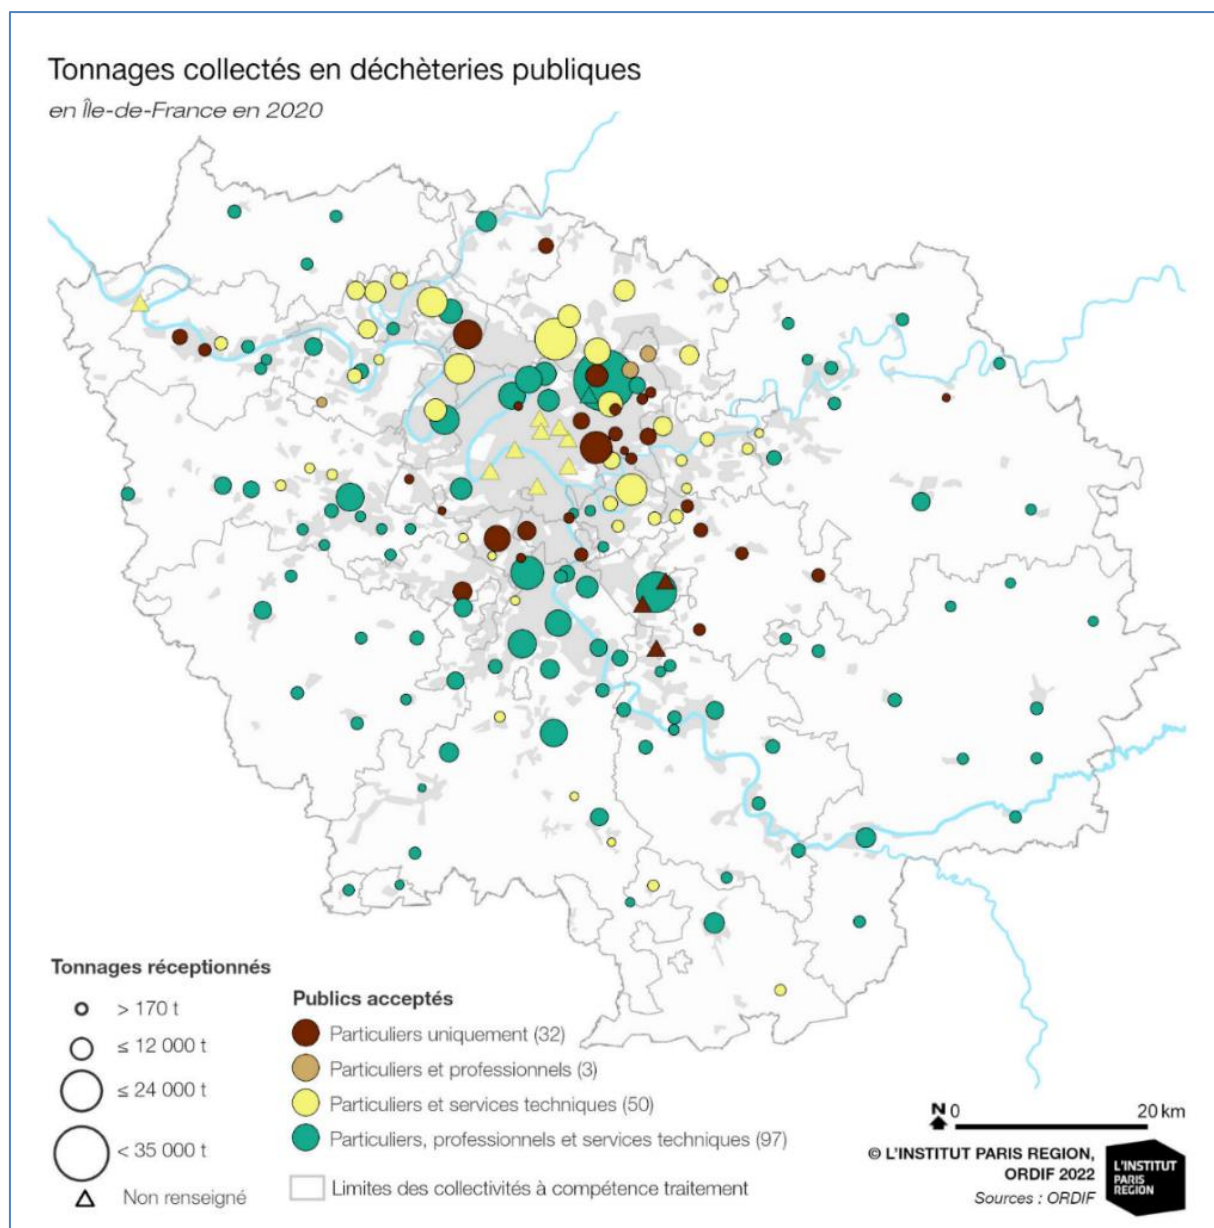 Tonnages collectés en déchèteries publiques
en Île-de-France en 2020
Tonnages réceptionnés
> 170 t
≤ 12 000 t
≤ 24 000 t
< 35 000 t
Non renseigné
Publics acceptés
Particuliers uniquement (32)
Particuliers et professionnels (3)
Particuliers et services techniques (50)
Particuliers, professionnels et services techniques (97)
Limites des collectivités à compétence traitement
N 0 20 km
© L'INSTITUT PARIS REGION,
ORDIF 2022
Sources : ORDIF
L'INSTITUT
PARIS
REGION